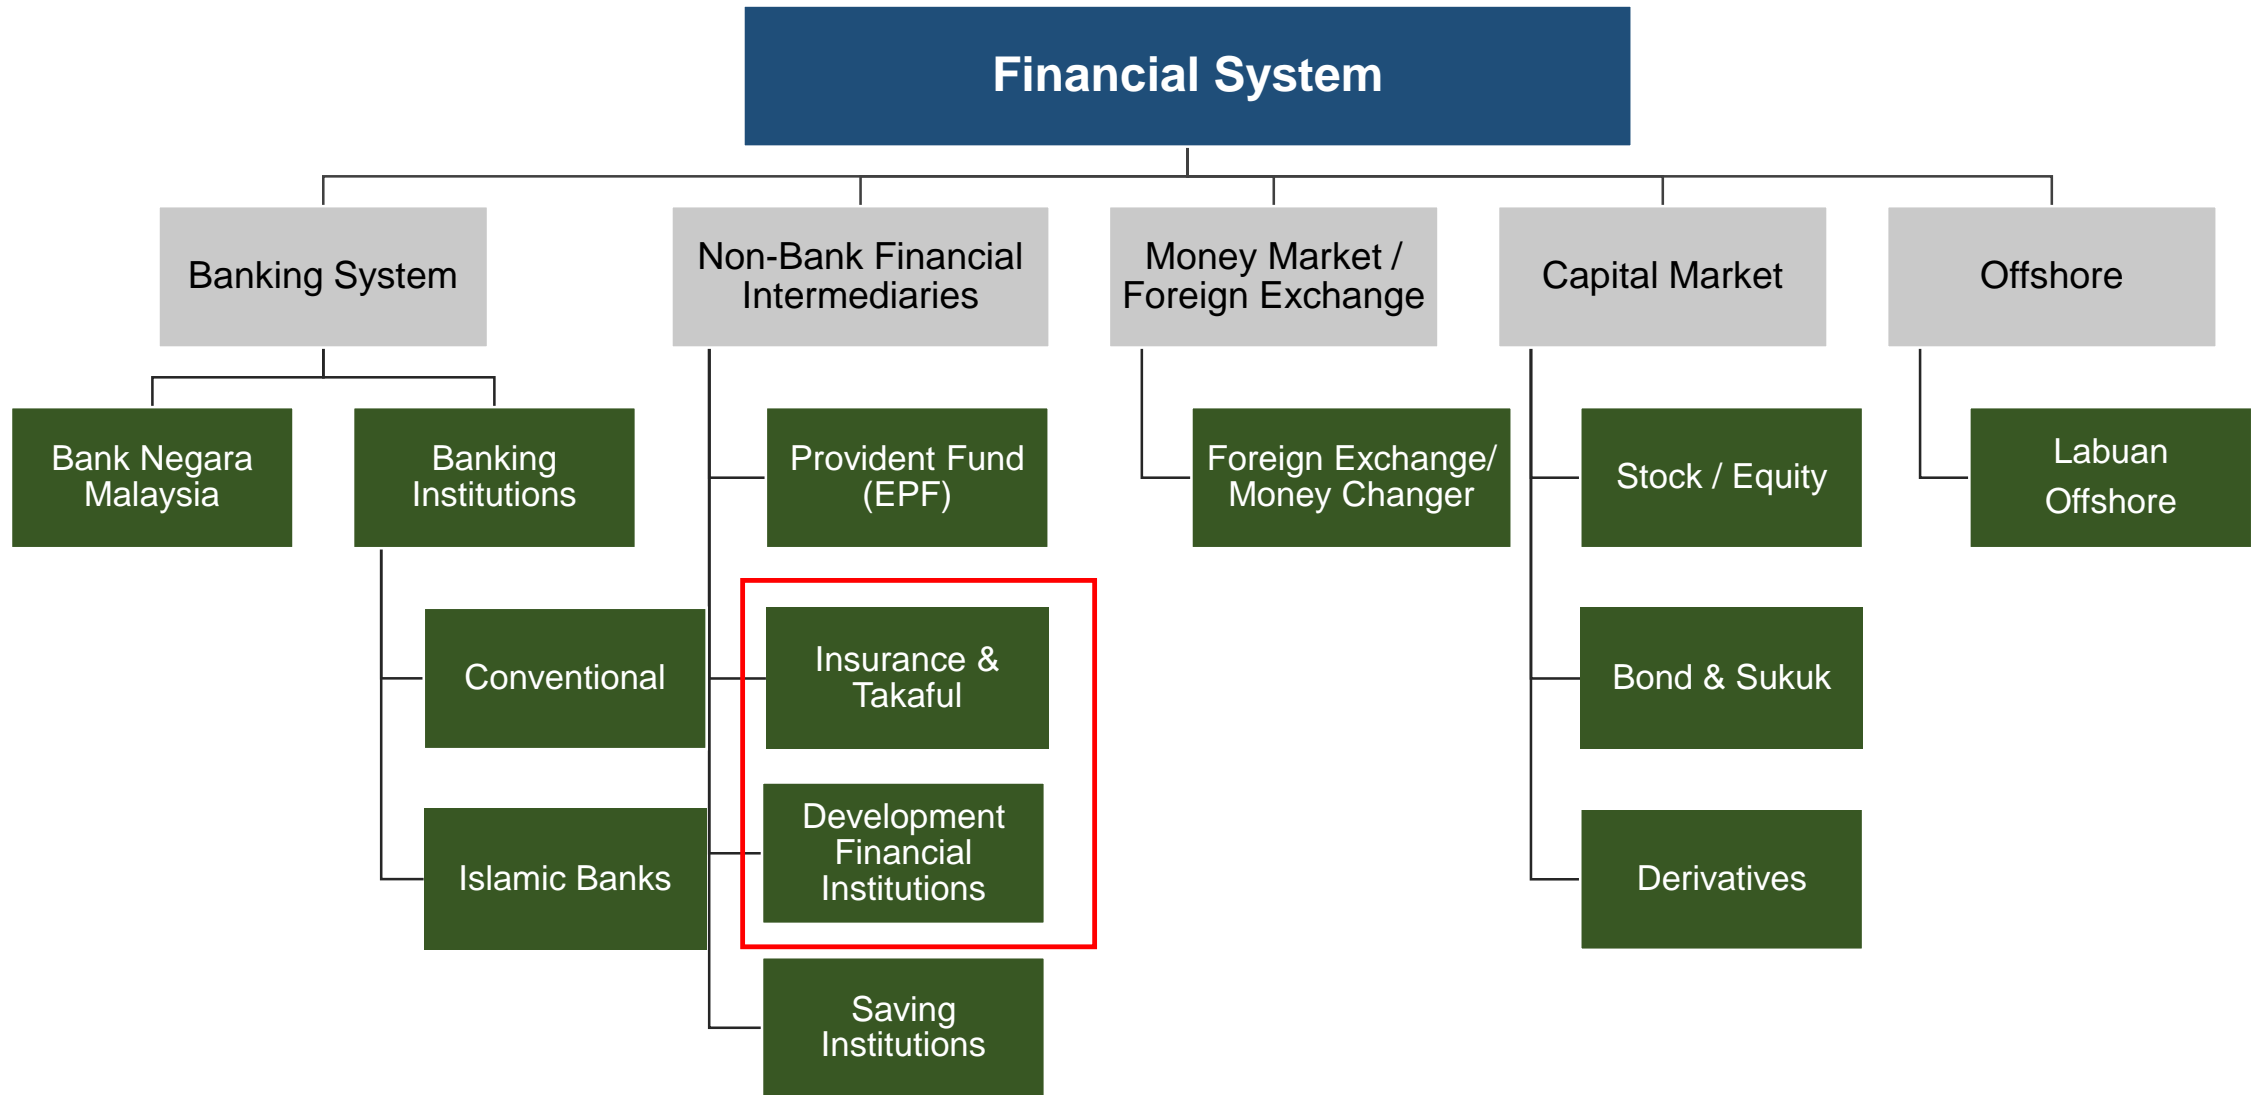 Financial System
Banking System
Non-Bank Financial
Intermediaries
Money Market /
Foreign Exchange
Capital Market
Offshore
Bank Negara
Malaysia
Banking
Institutions
Provident Fund
(EPF)
Foreign Exchange/
Money Changer
Stock / Equity
Labuan
Offshore
Conventional
Insurance &
Takaful
Bond & Sukuk
Islamic Banks
Development
Financial
Institutions
Derivatives
Saving
Institutions